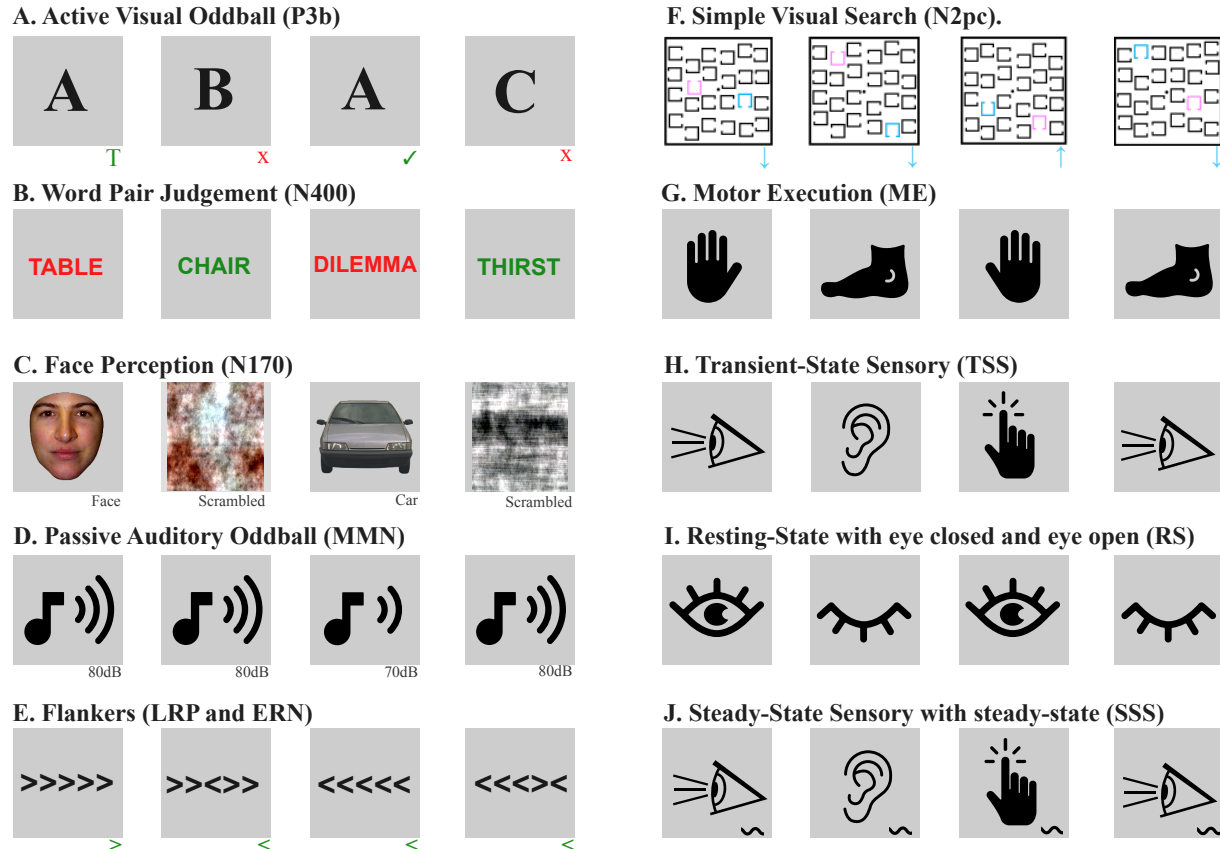 A. Active Visual Oddball (P3b)
A B A C
T x ✓ x
B. Word Pair Judgement (N400)
TABLE CHAIR DILEMMA THIRST
C. Face Perception (N170)
Face Scrambled Car Scrambled
D. Passive Auditory Oddball (MMN)
80dB 80dB 70dB 80dB
E. Flankers (LRP and ERN)
>>>>> >><>> <<<<< <<<><
> < < <
F. Simple Visual Search (N2pc).
↓ ↓ ↑ ↓
G. Motor Execution (ME)
H. Transient-State Sensory (TSS)
I. Resting-State with eye closed and eye open (RS)
J. Steady-State Sensory with steady-state (SSS)